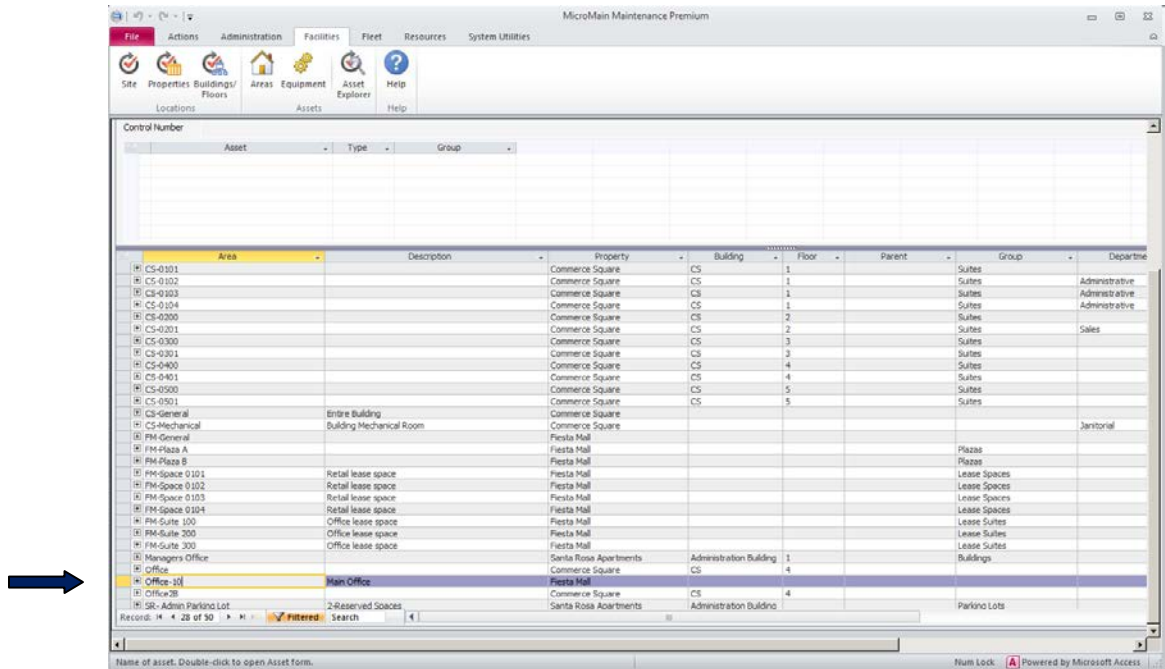 MicroMain Maintenance Premium
File Actions Administration Facilities Fleet Resources System Utilities
Site Properties Buildings/ Floors Areas Equipment Asset Explorer Help
Locations Assets Help
Control Number
Asset Type Group
Area Description Property Building Floor Parent Group Departme
CS-0101 Commerce Square CS 1 Suites
CS-0102 Commerce Square CS 1 Suites Administrative
CS-0103 Commerce Square CS 1 Suites Administrative
CS-0104 Commerce Square CS 1 Suites Administrative
CS-0200 Commerce Square CS 2 Suites
CS-0201 Commerce Square CS 2 Suites Sales
CS-0300 Commerce Square CS 3 Suites
CS-0301 Commerce Square CS 3 Suites
CS-0400 Commerce Square CS 4 Suites
CS-0401 Commerce Square CS 4 Suites
CS-0500 Commerce Square CS 5 Suites
CS-0501 Commerce Square CS 5 Suites
CS-General Entire Building Commerce Square
CS-Mechanical Building Mechanical Room Commerce Square Janitorial
FM-General Fiesta Mall
FM-Plaza A Fiesta Mall Plazas
FM-Plaza B Fiesta Mall Plazas
FM-Space 0101 Retail lease space Fiesta Mall Lease Spaces
FM-Space 0102 Retail lease space Fiesta Mall Lease Spaces
FM-Space 0103 Retail lease space Fiesta Mall Lease Spaces
FM-Space 0104 Retail lease space Fiesta Mall Lease Spaces
FM-Suite 100 Office lease space Fiesta Mall Lease Suites
FM-Suite 200 Office lease space Fiesta Mall Lease Suites
FM-Suite 300 Office lease space Fiesta Mall Lease Suites
Managers Office Santa Rosa Apartments Administration Building 1 Buildings
Office Commerce Square CS 4
Office-10 Main Office Fiesta Mall
Office2B Commerce Square CS 4
SR- Admin Parking Lot 2-Reserved Spaces Santa Rosa Apartments Administration Building Parking Lots
Record: 28 of 50 Filtered Search
Name of asset. Double-click to open Asset form. Num Lock A Powered by Microsoft Access